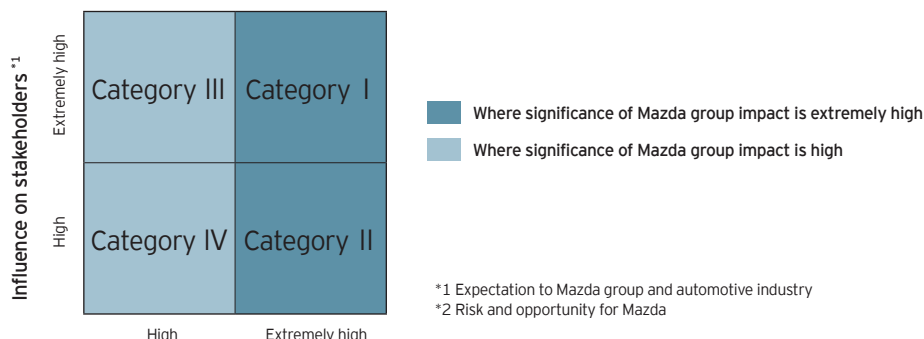 Influence on stakeholders *1
Extremely high
High
Category III
Category I
Category IV
Category II
High
Extremely high
Where significance of Mazda group impact is extremely high
Where significance of Mazda group impact is high
*1 Expectation to Mazda group and automotive industry
*2 Risk and opportunity for Mazda